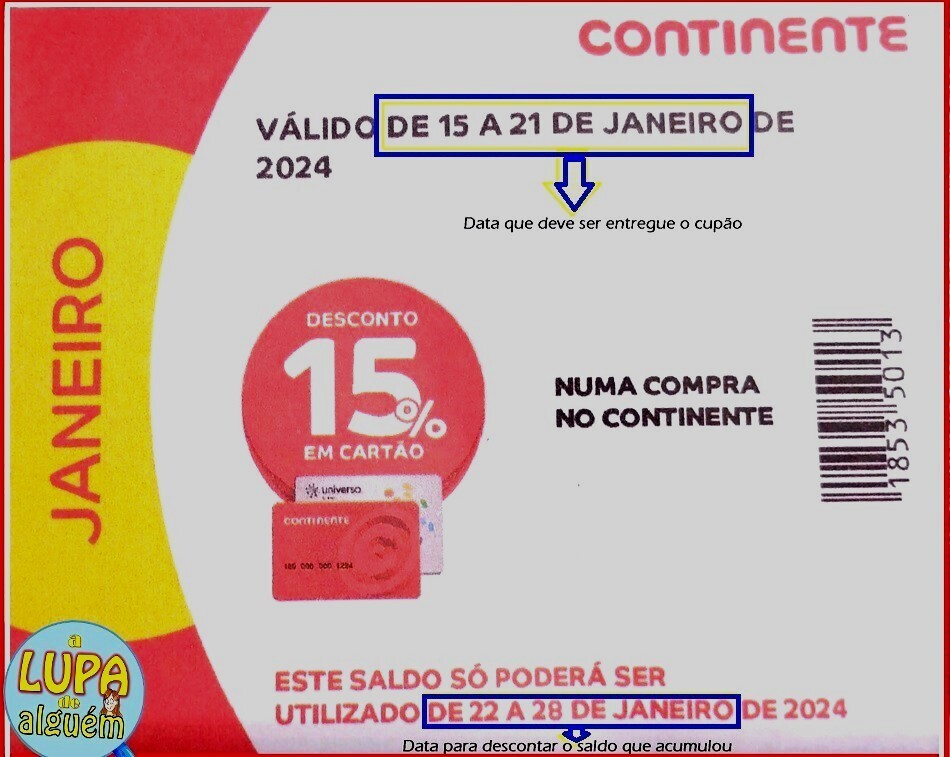 CONTINENTE
VÁLIDO DE 15 A 21 DE JANEIRO DE
2024
Data que deve ser entregue o cupão
JANEIRO
DESCONTO
15%
EM CARTÃO
NUMA COMPRA
NO CONTINENTE
1853 5013
universo
CONTINENTE
ESTE SALDO SÓ PODERÁ SER
UTILIZADO DE 22 A 28 DE JANEIRO DE 2024
Data para descontar o saldo que acumulou
a
LUPA
de
alguém